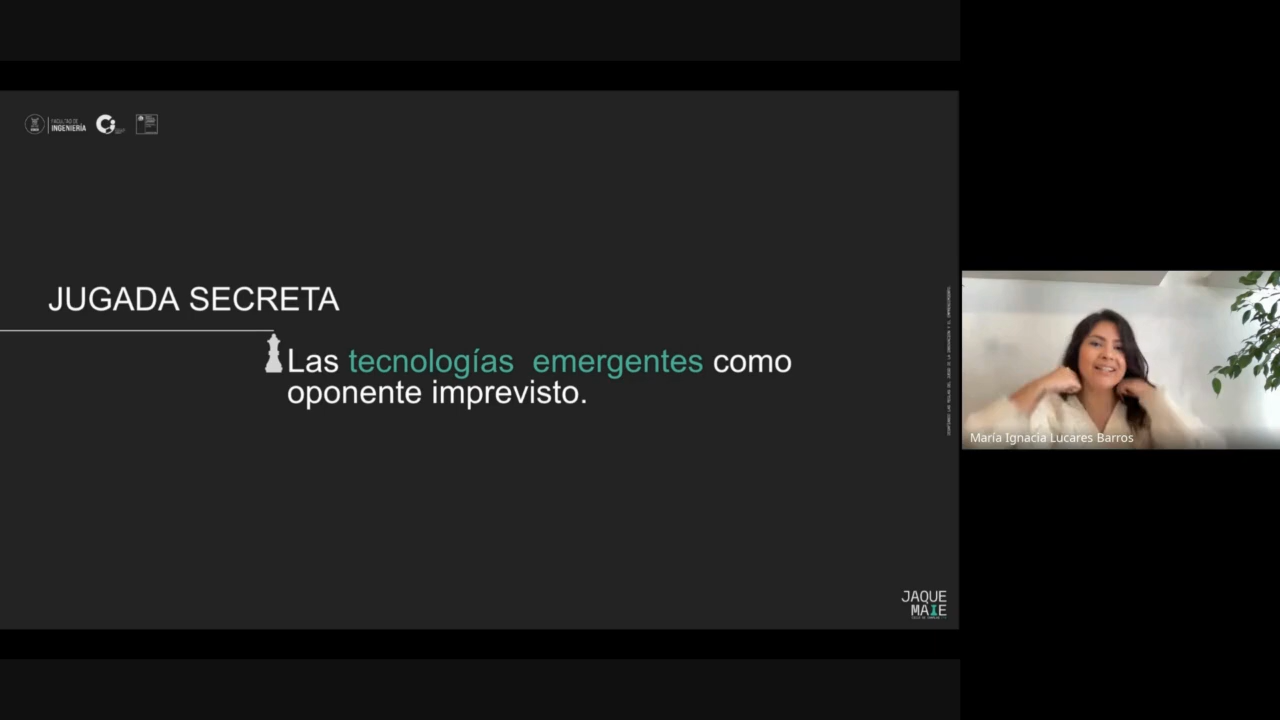 FACULTAD DE
INGENIERÍA
JUGADA SECRETA
Las tecnologías emergentes como
oponente imprevisto.
María Ignacia Lucares Barros
JAQUE
MATE